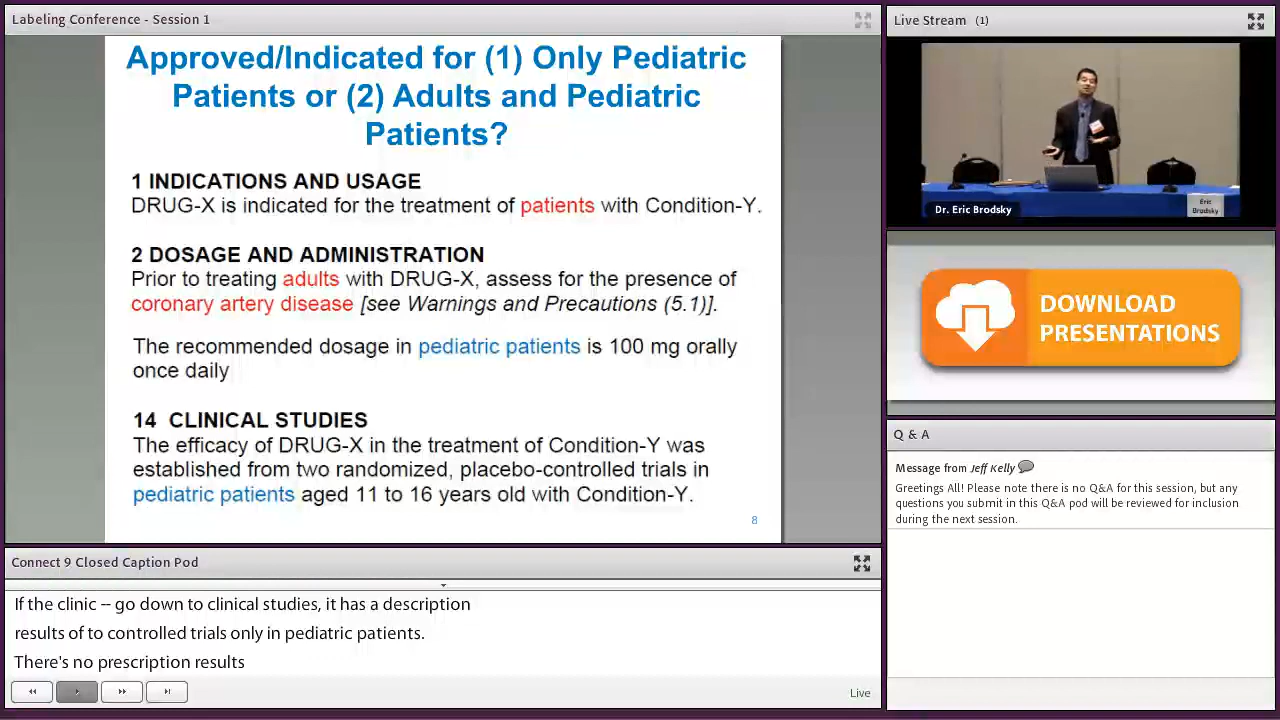 Labeling Conference - Session 1
Approved/Indicated for (1) Only Pediatric
Patients or (2) Adults and Pediatric
Patients?
1 INDICATIONS AND USAGE
DRUG-X is indicated for the treatment of patients with Condition-Y.
2 DOSAGE AND ADMINISTRATION
Prior to treating adults with DRUG-X, assess for the presence of
coronary artery disease [see Warnings and Precautions (5.1)].
The recommended dosage in pediatric patients is 100 mg orally
once daily
14 CLINICAL STUDIES
The efficacy of DRUG-X in the treatment of Condition-Y was
established from two randomized, placebo-controlled trials in
pediatric patients aged 11 to 16 years old with Condition-Y.
8
Connect 9 Closed Caption Pod
If the clinic -- go down to clinical studies, it has a description
results of to controlled trials only in pediatric patients.
There's no prescription results
Live
Live Stream (1)
Dr. Eric Brodsky
Eric
Brodsky
DOWNLOAD
PRESENTATIONS
Q & A
Message from Jeff Kelly
Greetings All! Please note there is no Q&A for this session, but any
questions you submit in this Q&A pod will be reviewed for inclusion
during the next session.